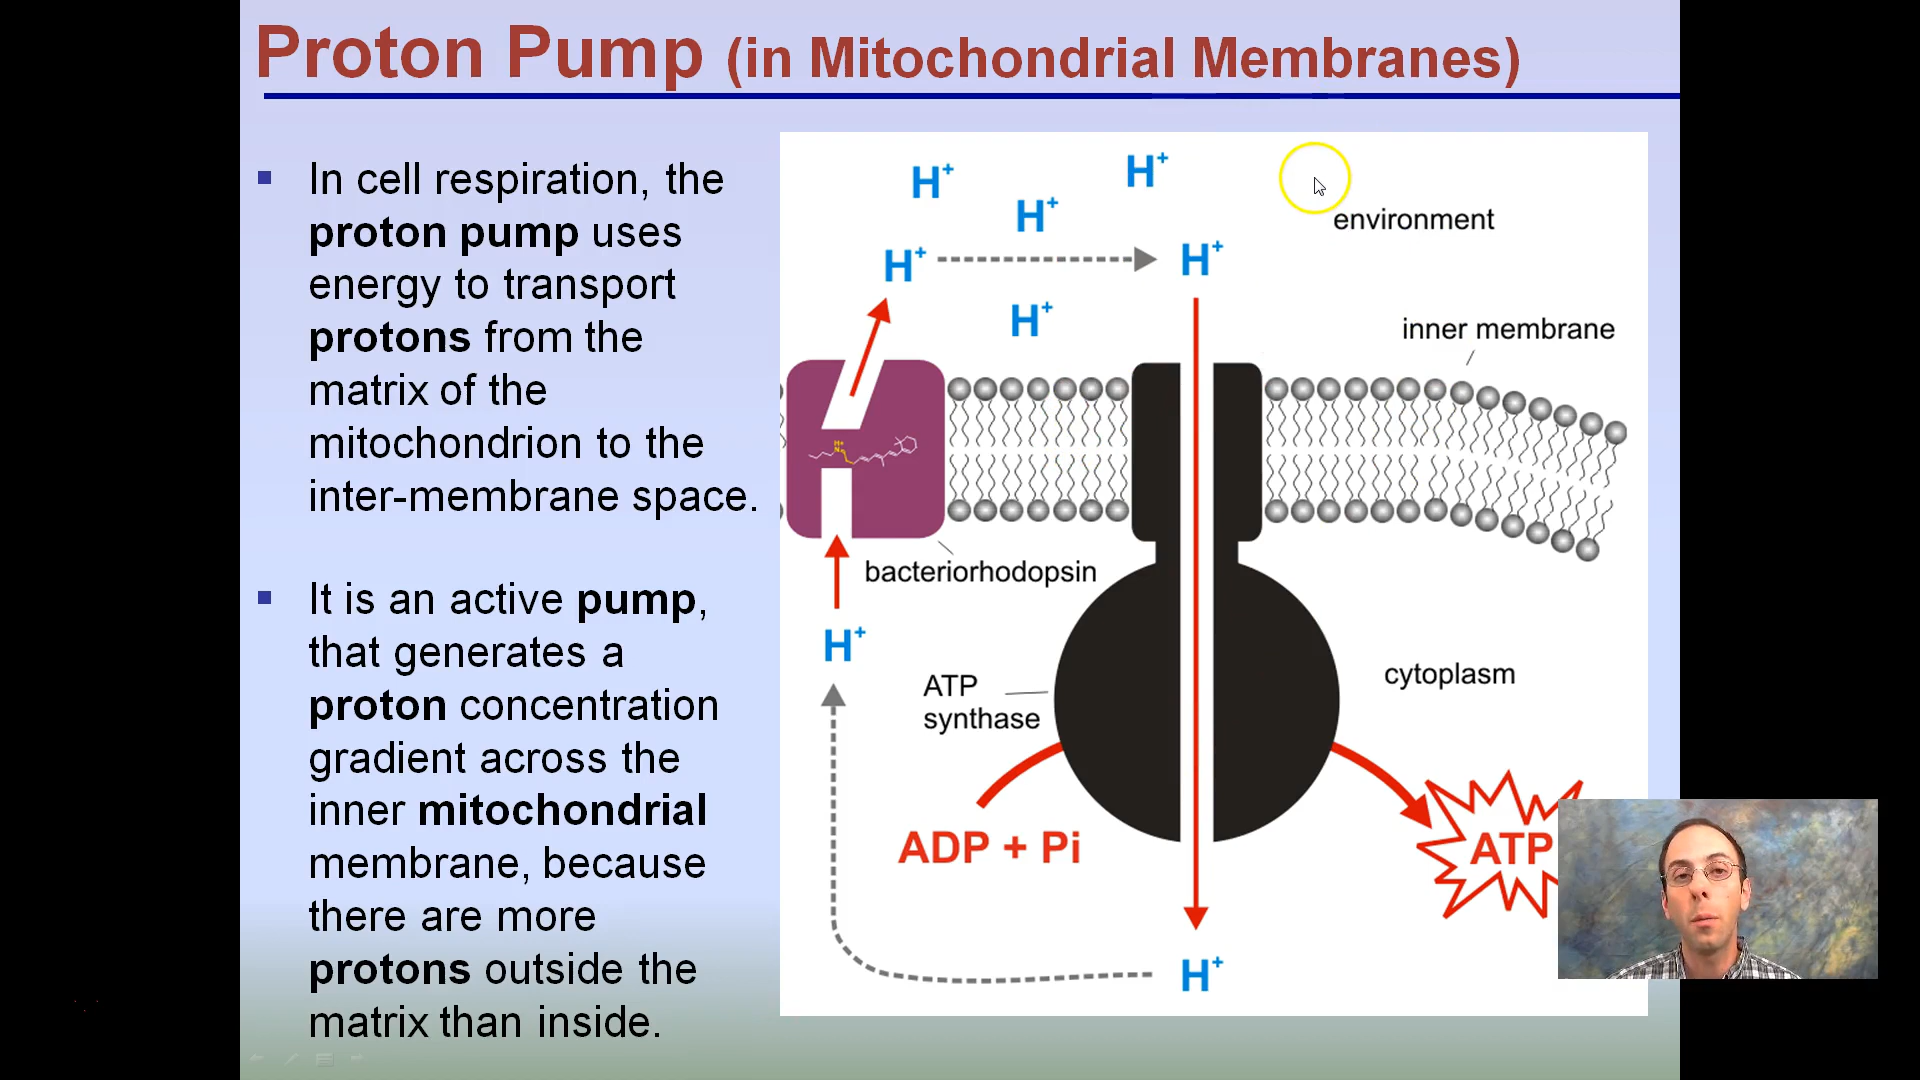 Proton Pump (in Mitochondrial Membranes)
In cell respiration, the
proton pump uses
energy to transport
protons from the
matrix of the
mitochondrion to the
inter-membrane space.
It is an active pump,
that generates a
proton concentration
gradient across the
inner mitochondrial
membrane, because
there are more
protons outside the
matrix than inside.
H+
H+
H+
environment
H+
H+
H+
inner membrane
H+
N
bacteriorhodopsin
H+
ATP
synthase
cytoplasm
ADP + Pi
ATP
H+